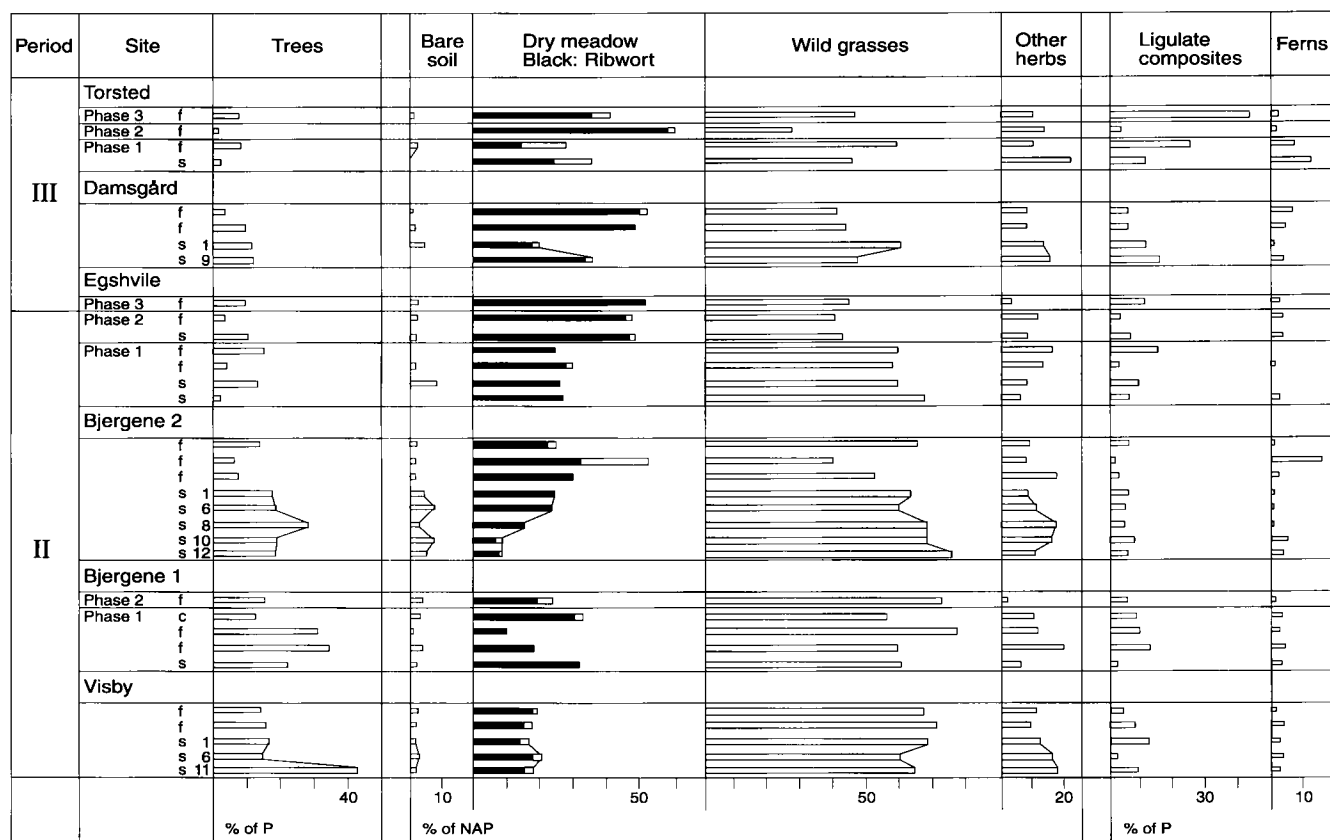 Period Site Trees Bare soil Dry meadow Black: Ribwort Wild grasses Other herbs Ligulate composites Ferns
III
Torsted
Phase 3 f
Phase 2 f
Phase 1 f
s
Damsgård
f
f
s 1
s 9
Egshvile
Phase 3 f
II
Phase 2 f
s
Phase 1 f
f
s
s
Bjergene 2
f
f
f
s 1
s 6
s 8
s 10
s 12
Bjergene 1
Phase 2 f
Phase 1 c
f
f
s
Visby
f
f
s 1
s 6
s 11
40 10 50 50 20 30 10
% of P % of NAP % of P